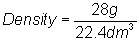 Density = 28g / 22.4dm³